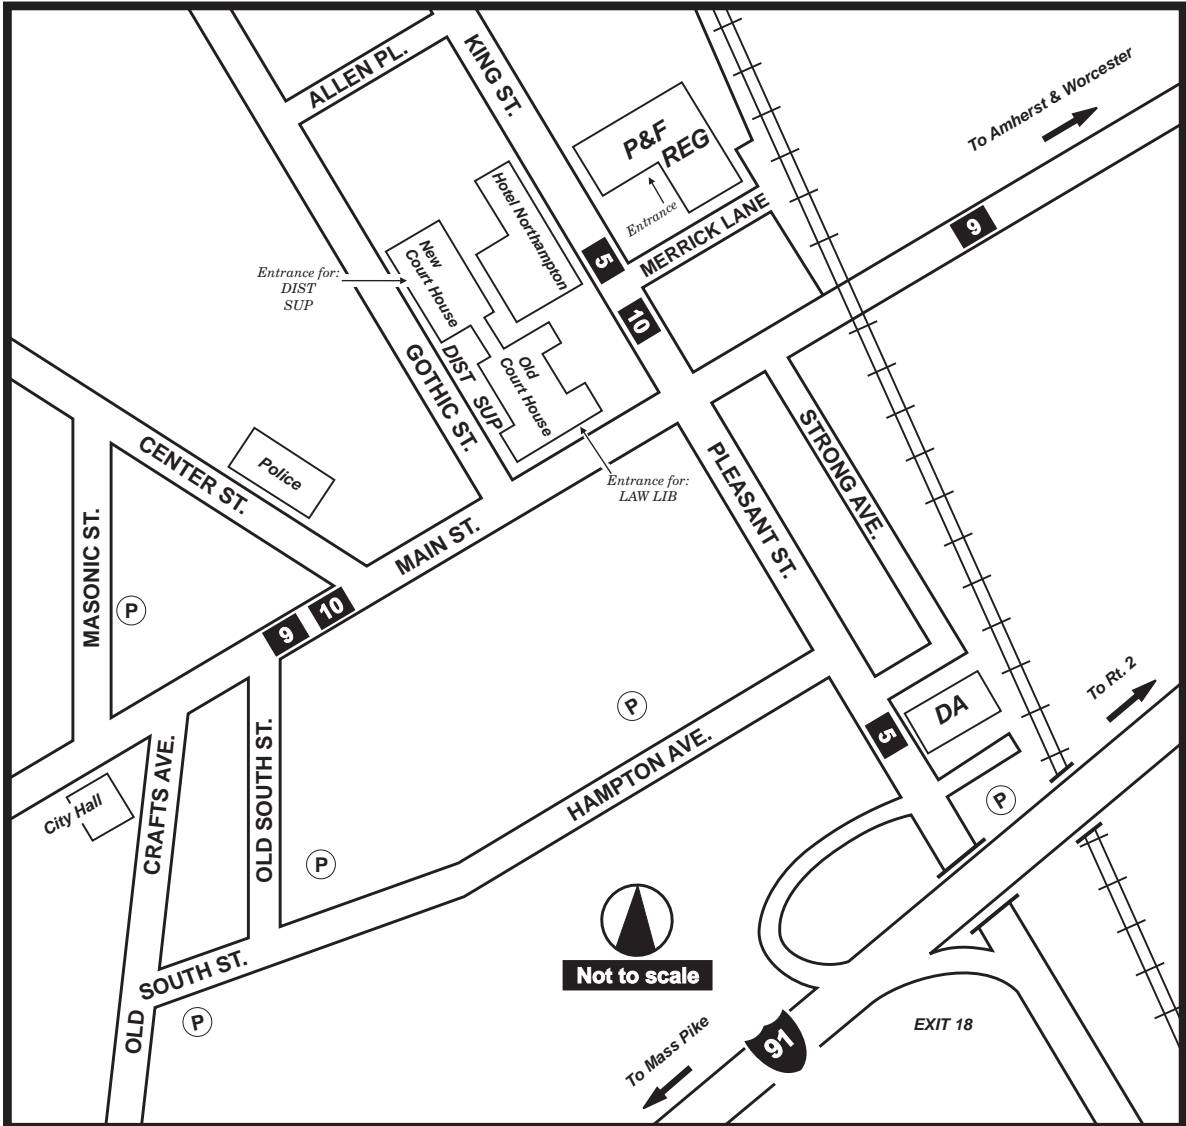 ALLEN PL.
KING ST.
To Amherst & Worcester
P&F
REG
Entrance
MERRICK LANE
9
Hotel Northampton
5
10
New
Court House
Entrance for:
DIST
SUP
DIST SUP
Old
Court House
GOTHIC ST.
Entrance for:
LAW LIB
CENTER ST.
Police
MAIN ST.
PLEASANT ST.
STRONG AVE.
MASONIC ST.
P
9
10
To Rt. 2
P
DA
5
HAMPTON AVE.
P
City Hall
CRAFTS AVE.
OLD SOUTH ST.
P
OLD SOUTH ST.
P
Not to scale
EXIT 18
91
To Mass Pike